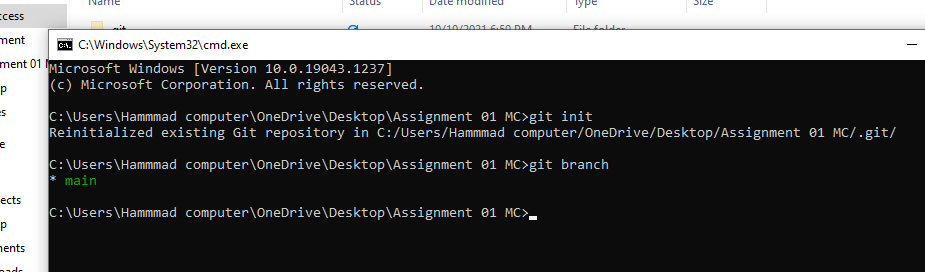 Name Status Date modified Type Size
ccess
.git 10/10/2021 6:59 PM File folder
ment
C:\Windows\System32\cmd.exe
ment 01 M
Microsoft Windows [Version 10.0.19043.1237]
(c) Microsoft Corporation. All rights reserved.
p
C:\Users\Hammmad computer\OneDrive\Desktop\Assignment 01 MC>git init
es
Reinitialized existing Git repository in C:/Users/Hammmad computer/OneDrive/Desktop/Assignment 01 MC/.git/
e
C:\Users\Hammmad computer\OneDrive\Desktop\Assignment 01 MC>git branch
* main
ects
C:\Users\Hammmad computer\OneDrive\Desktop\Assignment 01 MC>
p
ments
oads